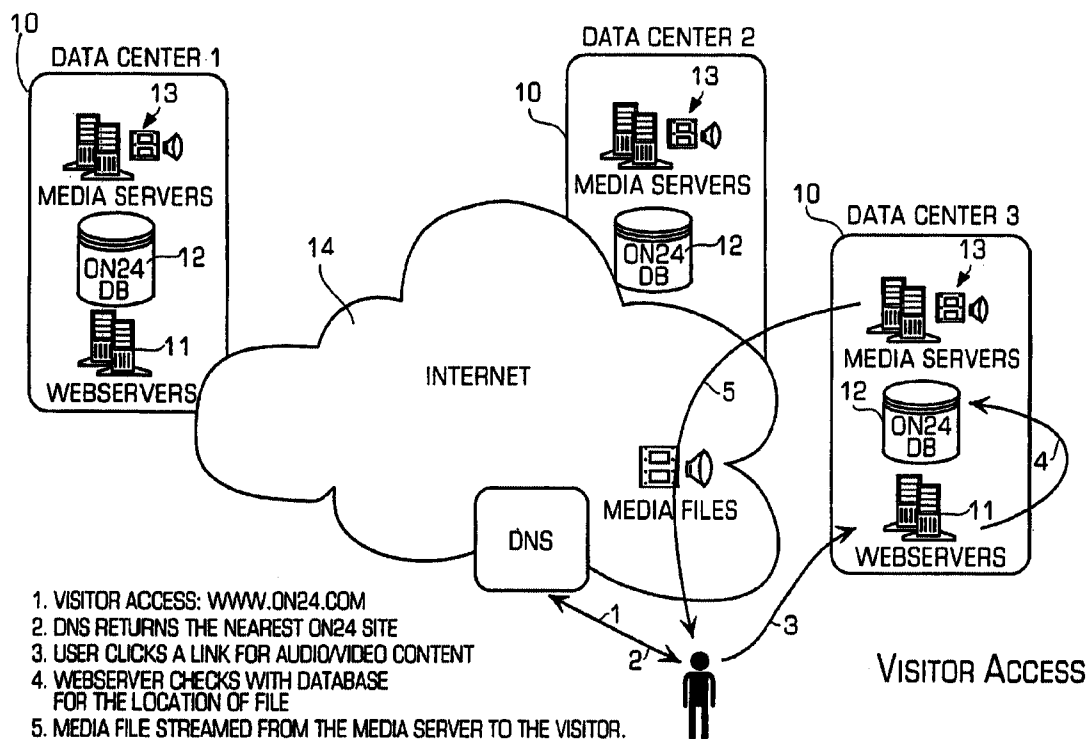 10
DATA CENTER 1
13
MEDIA SERVERS
ON24
DB
12
11
WEBSERVERS
DATA CENTER 2
10
13
MEDIA SERVERS
ON24
DB
12
10
DATA CENTER 3
13
MEDIA SERVERS
12
ON24
DB
4
11
WEBSERVERS
14
INTERNET
5
MEDIA FILES
DNS
1
2
3
1. VISITOR ACCESS: WWW.ON24.COM
2. DNS RETURNS THE NEAREST ON24 SITE
3. USER CLICKS A LINK FOR AUDIO/VIDEO CONTENT
4. WEBSERVER CHECKS WITH DATABASE
FOR THE LOCATION OF FILE
5. MEDIA FILE STREAMED FROM THE MEDIA SERVER TO THE VISITOR.
VISITOR ACCESS